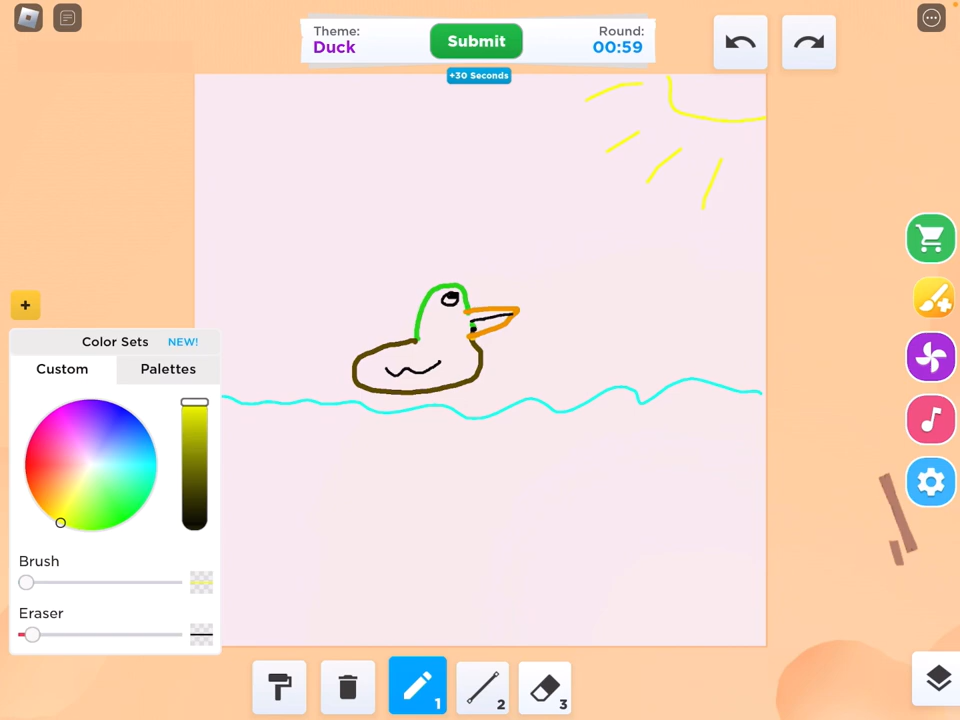 Theme:
Duck
Submit
Round:
00:59
+30 Seconds
+
Color Sets NEW!
Custom Palettes
Brush
Eraser
1
2
3